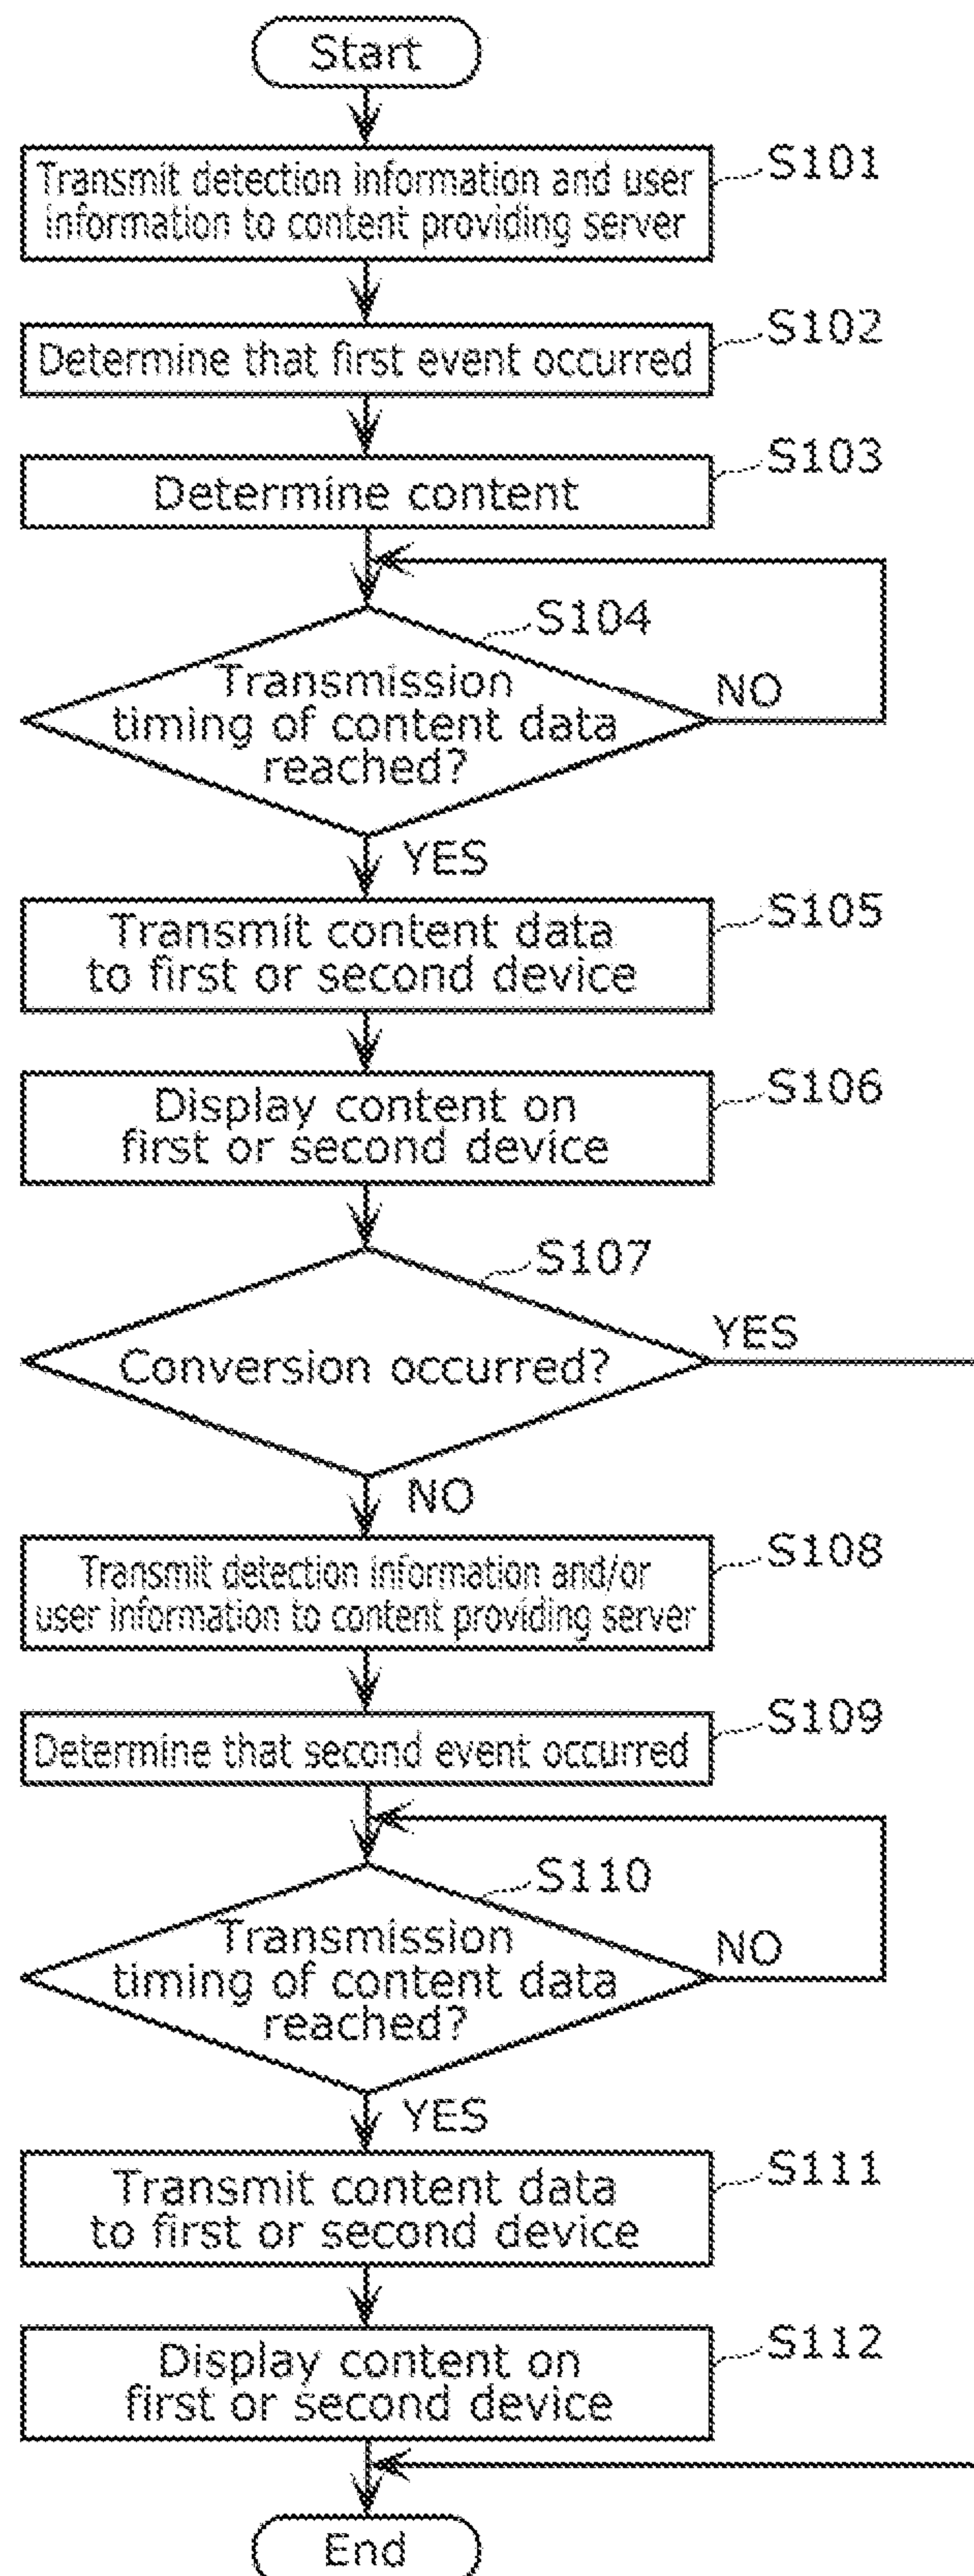 Start
Transmit detection information and user
information to content providing server
S101
Determine that first event occurred
S102
Determine content
S103
Transmission
timing of content data
reached?
S104
NO
YES
Transmit content data
to first or second device
S105
Display content on
first or second device
S106
Conversion occurred?
S107
YES
NO
Transmit detection information and/or
user information to content providing server
S108
Determine that second event occurred
S109
Transmission
timing of content data
reached?
S110
NO
YES
Transmit content data
to first or second device
S111
Display content on
first or second device
S112
End